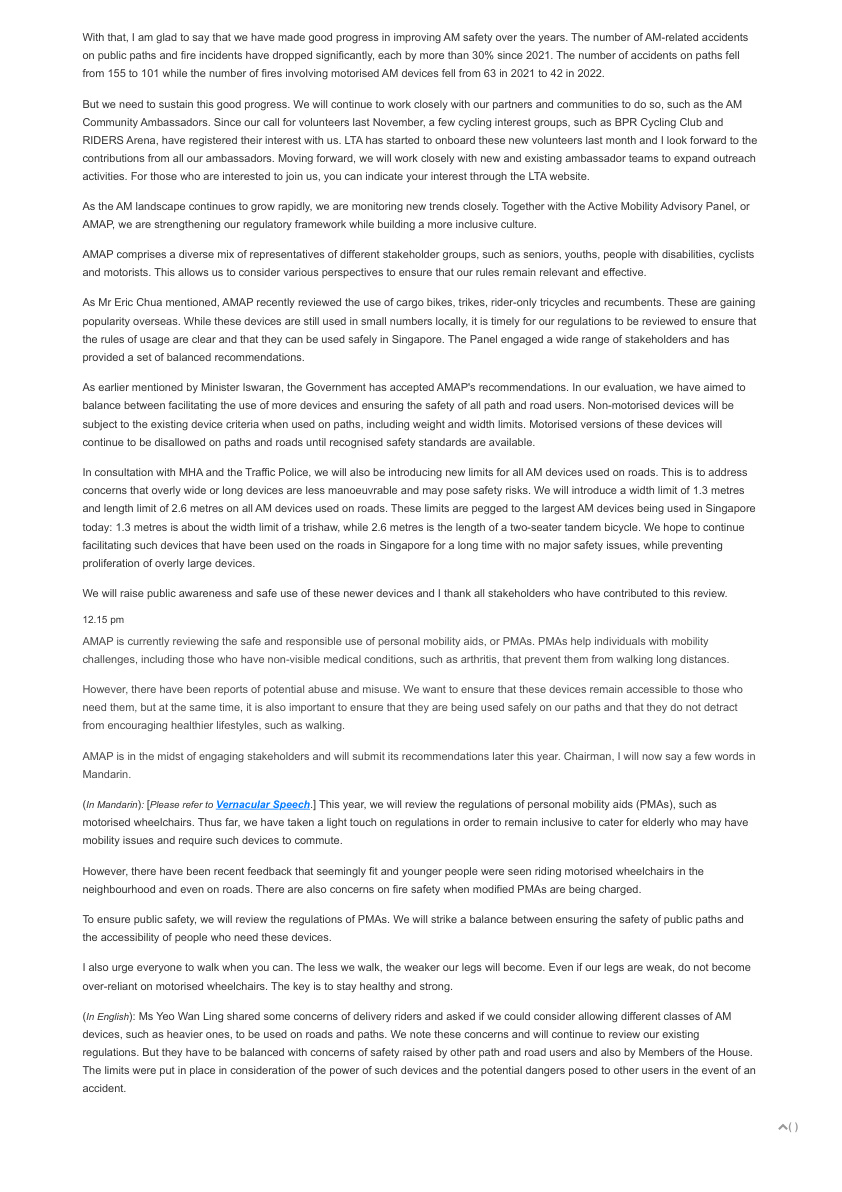 With that, I am glad to say that we have made good progress in improving AM safety over the years. The number of AM-related accidents
on public paths and fire incidents have dropped significantly, each by more than 30% since 2021. The number of accidents on paths fell
from 155 to 101 while the number of fires involving motorised AM devices fell from 63 in 2021 to 42 in 2022.
But we need to sustain this good progress. We will continue to work closely with our partners and communities to do so, such as the AM
Community Ambassadors. Since our call for volunteers last November, a few cycling interest groups, such as BPR Cycling Club and
RIDERS Arena, have registered their interest with us. LTA has started to onboard these new volunteers last month and I look forward to the
contributions from all our ambassadors. Moving forward, we will work closely with new and existing ambassador teams to expand outreach
activities. For those who are interested to join us, you can indicate your interest through the LTA website.
As the AM landscape continues to grow rapidly, we are monitoring new trends closely. Together with the Active Mobility Advisory Panel, or
AMAP, we are strengthening our regulatory framework while building a more inclusive culture.
AMAP comprises a diverse mix of representatives of different stakeholder groups, such as seniors, youths, people with disabilities, cyclists
and motorists. This allows us to consider various perspectives to ensure that our rules remain relevant and effective.
As Mr Eric Chua mentioned, AMAP recently reviewed the use of cargo bikes, trikes, rider-only tricycles and recumbents. These are gaining
popularity overseas. While these devices are still used in small numbers locally, it is timely for our regulations to be reviewed to ensure that
the rules of usage are clear and that they can be used safely in Singapore. The Panel engaged a wide range of stakeholders and has
provided a set of balanced recommendations.
As earlier mentioned by Minister Iswaran, the Government has accepted AMAP's recommendations. In our evaluation, we have aimed to
balance between facilitating the use of more devices and ensuring the safety of all path and road users. Non-motorised devices will be
subject to the existing device criteria when used on paths, including weight and width limits. Motorised versions of these devices will
continue to be disallowed on paths and roads until recognised safety standards are available.
In consultation with MHA and the Traffic Police, we will also be introducing new limits for all AM devices used on roads. This is to address
concerns that overly wide or long devices are less manoeuvrable and may pose safety risks. We will introduce a width limit of 1.3 metres
and length limit of 2.6 metres on all AM devices used on roads. These limits are pegged to the largest AM devices being used in Singapore
today: 1.3 metres is about the width limit of a trishaw, while 2.6 metres is the length of a two-seater tandem bicycle. We hope to continue
facilitating such devices that have been used on the roads in Singapore for a long time with no major safety issues, while preventing
proliferation of overly large devices.
We will raise public awareness and safe use of these newer devices and I thank all stakeholders who have contributed to this review.
12.15 pm
AMAP is currently reviewing the safe and responsible use of personal mobility aids, or PMAs. PMAs help individuals with mobility
challenges, including those who have non-visible medical conditions, such as arthritis, that prevent them from walking long distances.
However, there have been reports of potential abuse and misuse. We want to ensure that these devices remain accessible to those who
need them, but at the same time, it is also important to ensure that they are being used safely on our paths and that they do not detract
from encouraging healthier lifestyles, such as walking.
AMAP is in the midst of engaging stakeholders and will submit its recommendations later this year. Chairman, I will now say a few words in
Mandarin.
(In Mandarin): [Please refer to Vernacular Speech.] This year, we will review the regulations of personal mobility aids (PMAs), such as
motorised wheelchairs. Thus far, we have taken a light touch on regulations in order to remain inclusive to cater for elderly who may have
mobility issues and require such devices to commute.
However, there have been recent feedback that seemingly fit and younger people were seen riding motorised wheelchairs in the
neighbourhood and even on roads. There are also concerns on fire safety when modified PMAs are being charged.
To ensure public safety, we will review the regulations of PMAs. We will strike a balance between ensuring the safety of public paths and
the accessibility of people who need these devices.
I also urge everyone to walk when you can. The less we walk, the weaker our legs will become. Even if our legs are weak, do not become
over-reliant on motorised wheelchairs. The key is to stay healthy and strong.
(In English): Ms Yeo Wan Ling shared some concerns of delivery riders and asked if we could consider allowing different classes of AM
devices, such as heavier ones, to be used on roads and paths. We note these concerns and will continue to review our existing
regulations. But they have to be balanced with concerns of safety raised by other path and road users and also by Members of the House.
The limits were put in place in consideration of the power of such devices and the potential dangers posed to other users in the event of an
accident.
( )